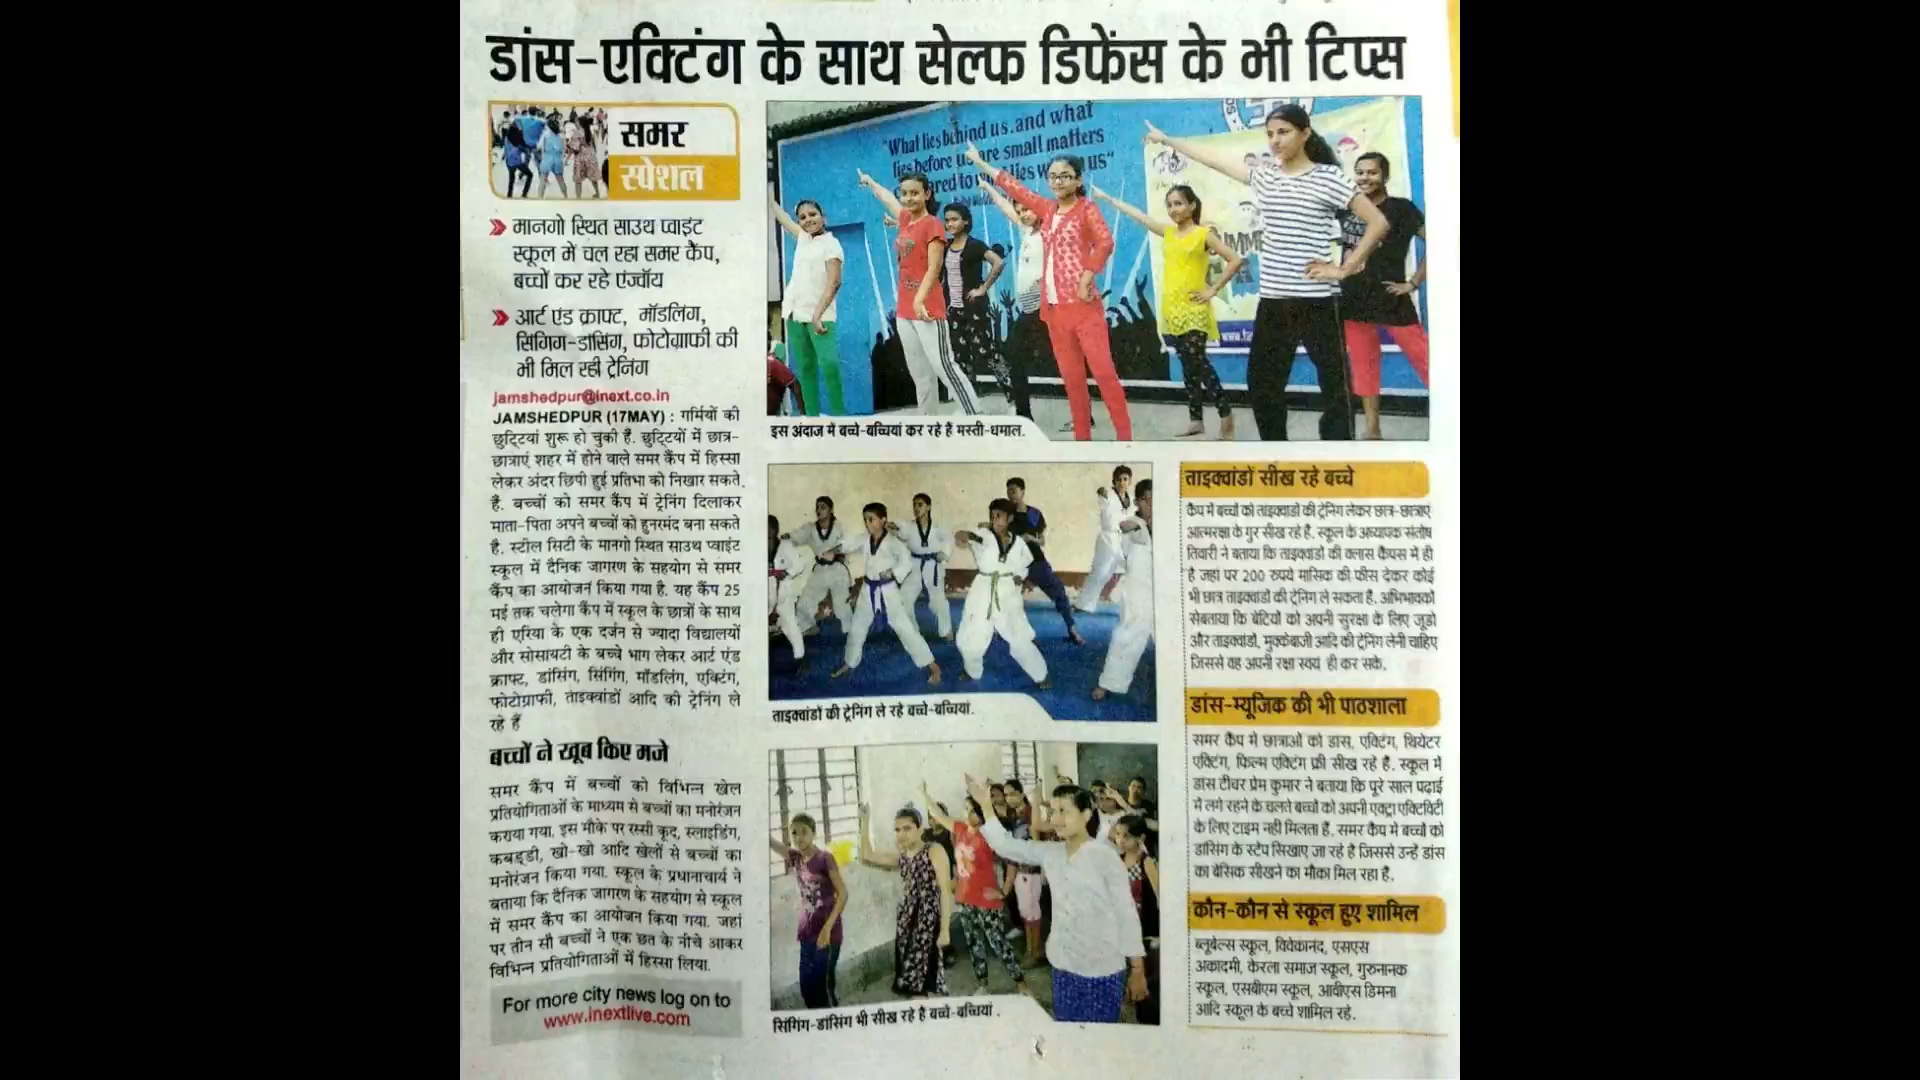 डांस-एक्टिंग के साथ सेल्फ डिफेंस के भी टिप्स
समर
स्पेशल
मानगो स्थित साउथ प्वाइंट
स्कूल में चल रहा समर कैंप,
बच्चों कर रहे एंज्वॉय
आर्ट एंड क्राफ्ट, मॉडलिंग,
सिंगिग-डांसिंग, फोटोग्राफी की
भी मिल रही ट्रेनिंग
jamshedpur@inext.co.in
JAMSHEDPUR (17MAY) : गर्मियों की
छुट्टियां शुरू हो चुकी हैं. छुट्टियों में छात्र-
छात्राएं शहर में होने वाले समर कैंप में हिस्सा
लेकर अंदर छिपी हुई प्रतिभा को निखार सकते
हैं. बच्चों को समर कैंप में ट्रेनिंग दिलाकर
माता-पिता अपने बच्चों को हुनरमंद बना सकते
है. स्टील सिटी के मानगो स्थित साउथ प्वाइंट
स्कूल में दैनिक जागरण के सहयोग से समर
कैंप का आयोजन किया गया है. यह कैंप 25
मई तक चलेगा कैंप में स्कूल के छात्रों के साथ
ही एरिया के एक दर्जन से ज्यादा विद्यालयों
और सोसायटी के बच्चे भाग लेकर आर्ट एंड
क्राफ्ट, डांसिंग, सिंगिंग, मॉडलिंग, एक्टिंग,
फोटोग्राफी, ताइक्वांडों आदि की ट्रेनिंग ले
रहे हैं
बच्चों ने खूब किए मजे
समर कैंप में बच्चों को विभिन्न खेल
प्रतियोगिताओं के माध्यम से बच्चों का मनोरंजन
कराया गया. इस मौके पर रस्सी कूद, स्लाइडिंग,
कबड्डी, खो-खो आदि खेलों से बच्चों का
मनोरंजन किया गया. स्कूल के प्रधानाचार्य ने
बताया कि दैनिक जागरण के सहयोग से स्कूल
में समर कैंप का आयोजन किया गया. जहां
पर तीन सौ बच्चों ने एक छत के नीचे आकर
विभिन्न प्रतियोगिताओं में हिस्सा लिया.
For more city news log on to
www.inextlive.com
"What lies behind us, and what
lies before us are small matters
to lies us"
इस अंदाज में बच्चे-बच्चियां कर रहे हैं मस्ती-धमाल.
ताइक्वांडों की ट्रेनिंग ले रहे बच्चे-बच्चियां.
सिंगिंग-डांसिंग भी सीख रहे हैं बच्चे-बच्चियां .
ताइक्वांडों सीख रहे बच्चे
कैंप में बच्चों को ताइक्वांडों की ट्रेनिंग लेकर छात्र-छात्राएं
आत्मरक्षा के गुर सीख रहे हैं. स्कूल के अध्यापक संतोष
तिवारी ने बताया कि ताइक्वांडों की क्लास कैंपस में ही
है जहां पर 200 रुपये मासिक की फीस देकर कोई
भी छात्र ताइक्वांडों की ट्रेनिंग ले सकता है. अभिभावकों
सेबताया कि बेटियों को अपनी सुरक्षा के लिए जूडो
और ताइक्वांडों, मुक्केबाजी आदि की ट्रेनिंग लेनी चाहिए
जिससे वह अपनी रक्षा स्वयं ही कर सके.
डांस-म्यूजिक की भी पाठशाला
समर कैंप में छात्राओं को डांस, एक्टिंग, थियेटर
एक्टिंग, फिल्म एक्टिंग फ्री सीख रहे हैं. स्कूल में
डांस टीचर प्रेम कुमार ने बताया कि पूरे साल पढ़ाई
में लगे रहने के चलते बच्चों को अपनी एक्ट्रा एक्टिविटी
के लिए टाइम नहीं मिलता हैं. समर कैंप में बच्चों को
डांसिंग के स्टेप सिखाए जा रहे है जिससे उन्हें डांस
का बेसिक सीखने का मौका मिल रहा है.
कौन-कौन से स्कूल हुए शामिल
ब्लूबेल्स स्कूल, विवेकानंद, एसएस
अकादमी, केरला समाज स्कूल, गुरुनानक
स्कूल, एसबीएम स्कूल, आवीएस डिमना
आदि स्कूल के बच्चे शामिल रहे.